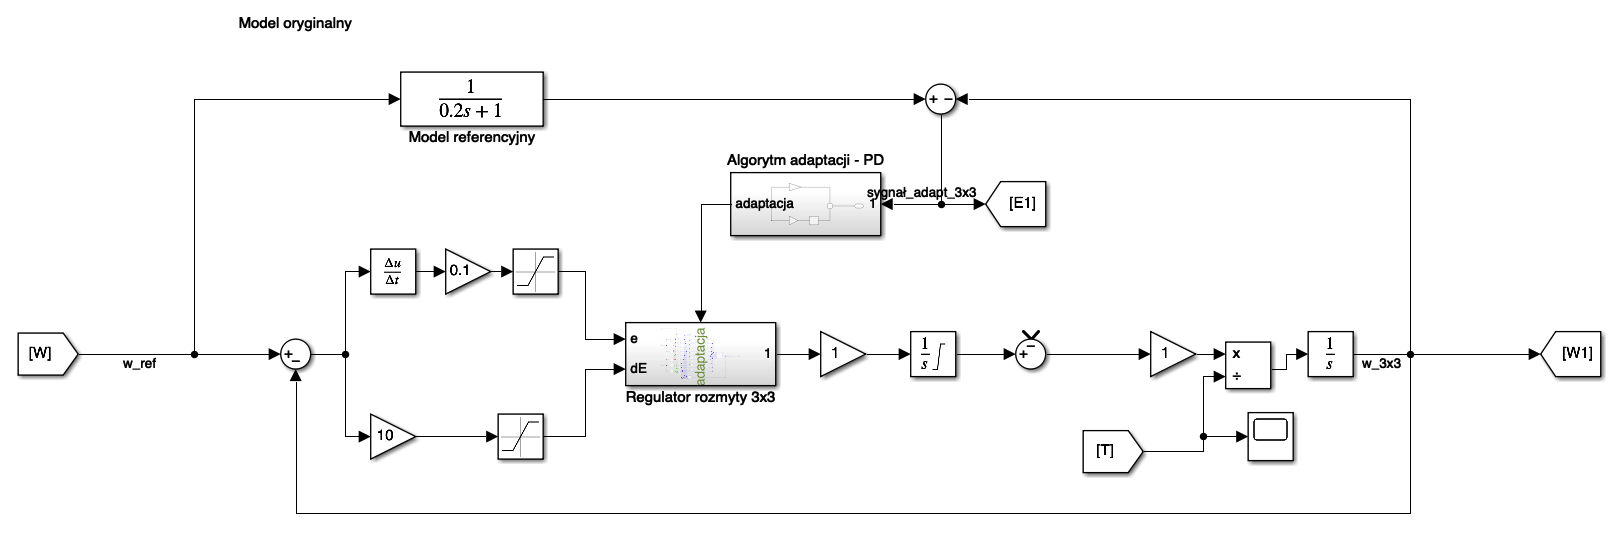 Model oryginalny
1
0.2s + 1
Model referencyjny
+ −
Algorytm adaptacji - PD
adaptacja
1
sygnał_adapt_3x3
[E1]
Δu
Δt
0.1
[W]
w_ref
+
−
10
e
dE
adaptacja
1
Regulator rozmyty 3x3
1
1
s
+
−
1
×
÷
1
s
w_3x3
[W1]
[T]